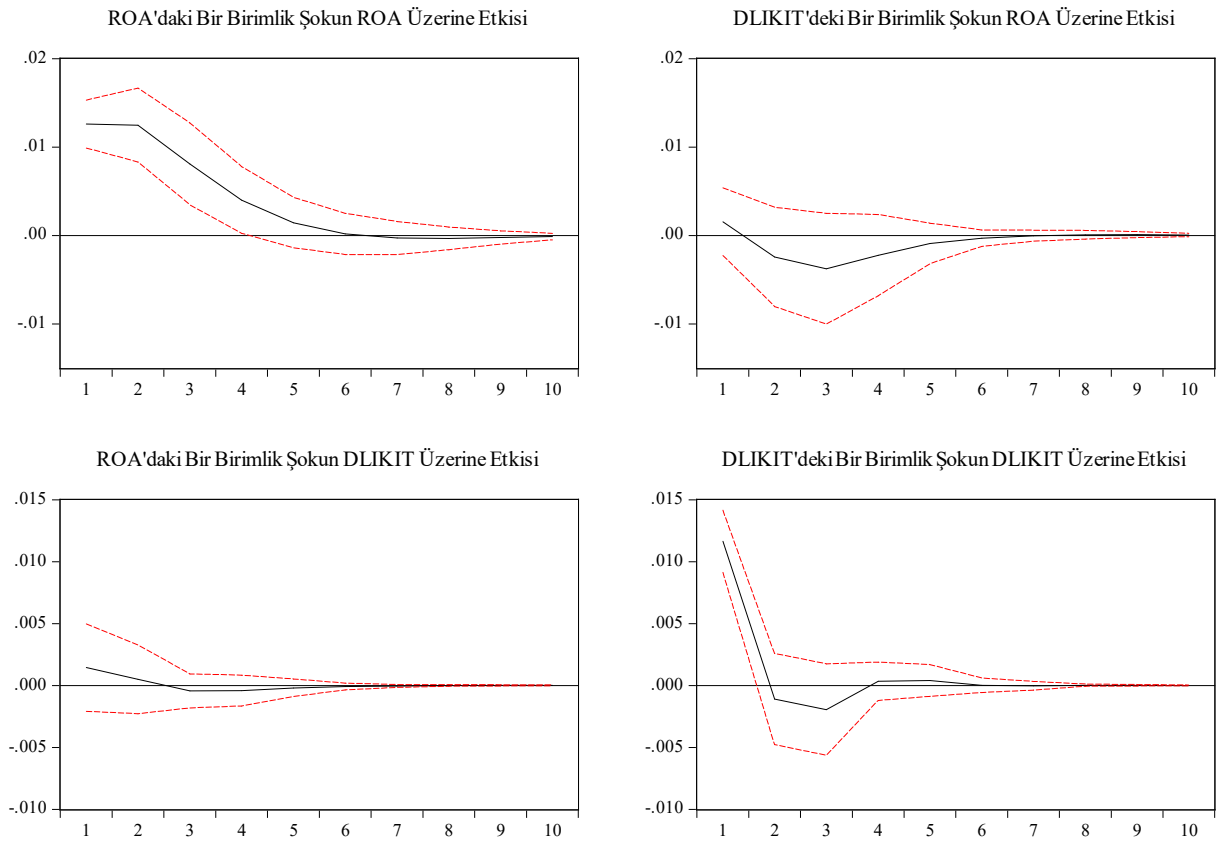 ROA'daki Bir Birimlik Şokun ROA Üzerine Etkisi
.02
.01
.00
-.01
1 2 3 4 5 6 7 8 9 10
DLIKIT'deki Bir Birimlik Şokun ROA Üzerine Etkisi
.02
.01
.00
-.01
1 2 3 4 5 6 7 8 9 10
ROA'daki Bir Birimlik Şokun DLIKIT Üzerine Etkisi
.015
.010
.005
.000
-.005
-.010
1 2 3 4 5 6 7 8 9 10
DLIKIT'deki Bir Birimlik Şokun DLIKIT Üzerine Etkisi
.015
.010
.005
.000
-.005
-.010
1 2 3 4 5 6 7 8 9 10